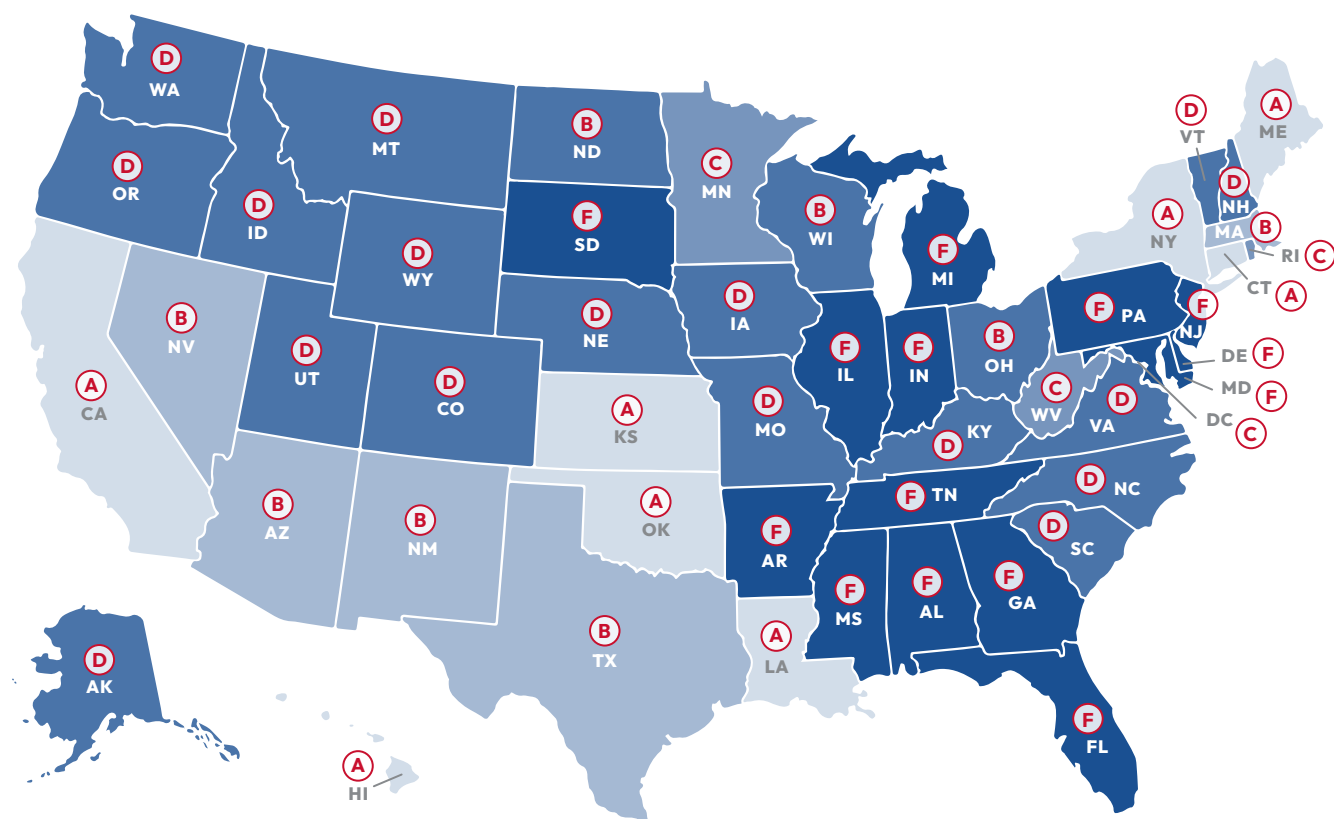 D
WA
D
OR
D
ID
D
MT
B
ND
F
SD
D
WY
D
NE
C
MN
B
WI
D
IA
F
MI
A
ME
D
VT
D
NH
A
NY
MA
B
RI
C
CT
A
F
PA
F
NJ
DE
F
MD
F
DC
C
A
CA
B
NV
D
UT
D
CO
A
KS
D
MO
F
IL
F
IN
B
OH
C
WV
D
VA
KY
D
B
AZ
B
NM
A
OK
F
AR
F
TN
D
NC
D
SC
B
TX
A
LA
F
MS
F
AL
F
GA
F
FL
D
AK
A
HI